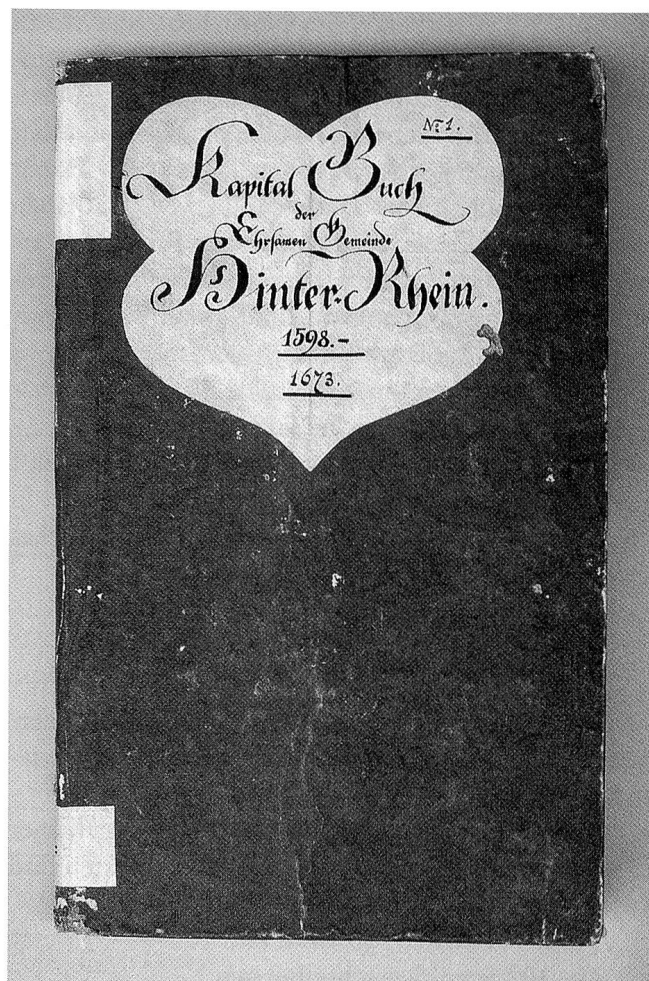 No 1.
Kapital Buch
der
Ehrsamen Gemeinde
Hinter-Rhein.
1598.-
1673.